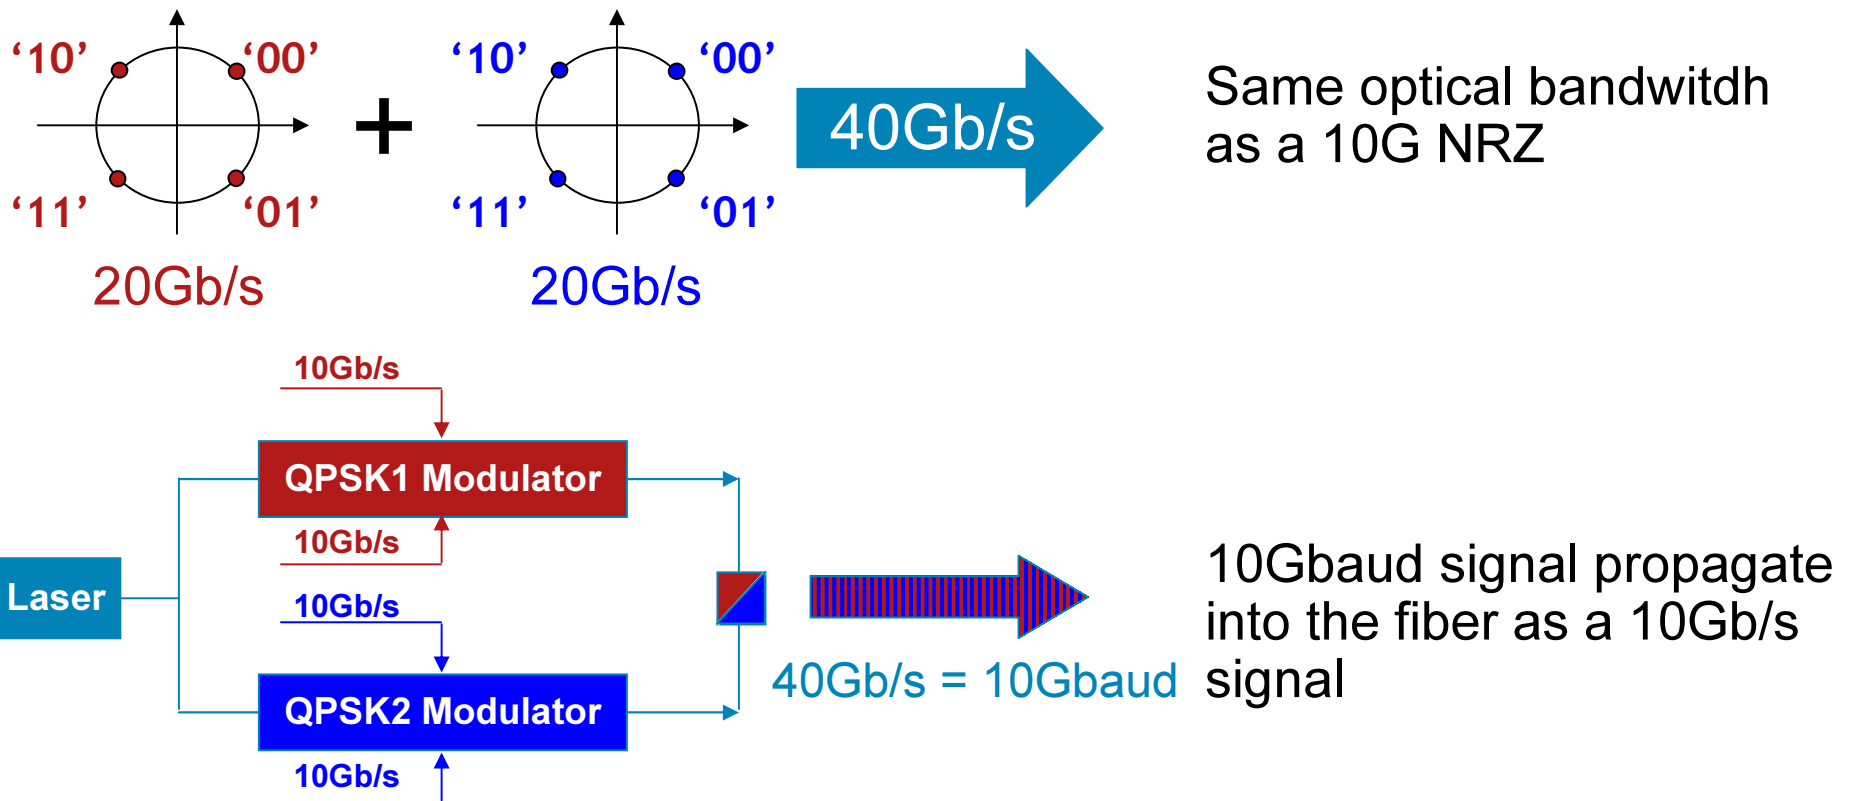 ‘10’ ‘00’ ‘10’ ‘00’
‘11’ ‘01’ ‘11’ ‘01’
20Gb/s 20Gb/s
+
40Gb/s
Same optical bandwitdh
as a 10G NRZ
10Gb/s
QPSK1 Modulator
10Gb/s
Laser
10Gb/s
QPSK2 Modulator
10Gb/s
40Gb/s = 10Gbaud
10Gbaud signal propagate
into the fiber as a 10Gb/s
signal